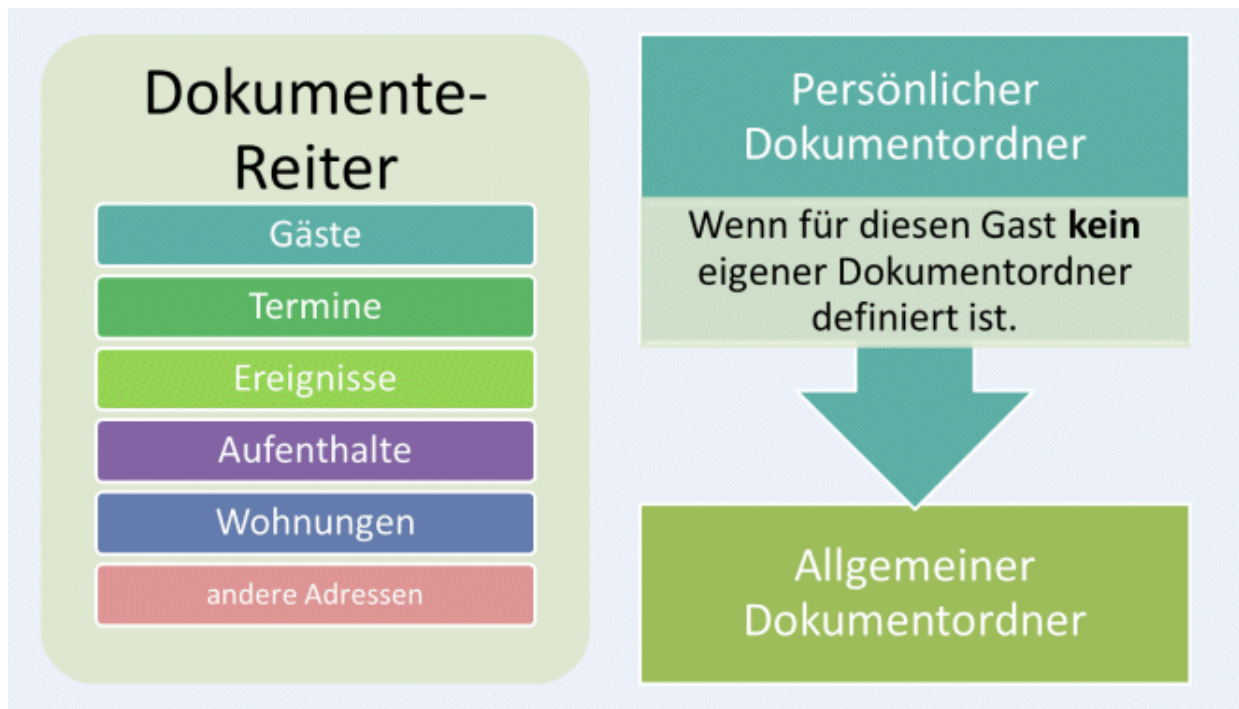 Dokumente-
Reiter
Gäste
Termine
Ereignisse
Aufenthalte
Wohnungen
andere Adressen
Persönlicher
Dokumentordner
Wenn für diesen Gast kein
eigener Dokumentordner
definiert ist.
Allgemeiner
Dokumentordner